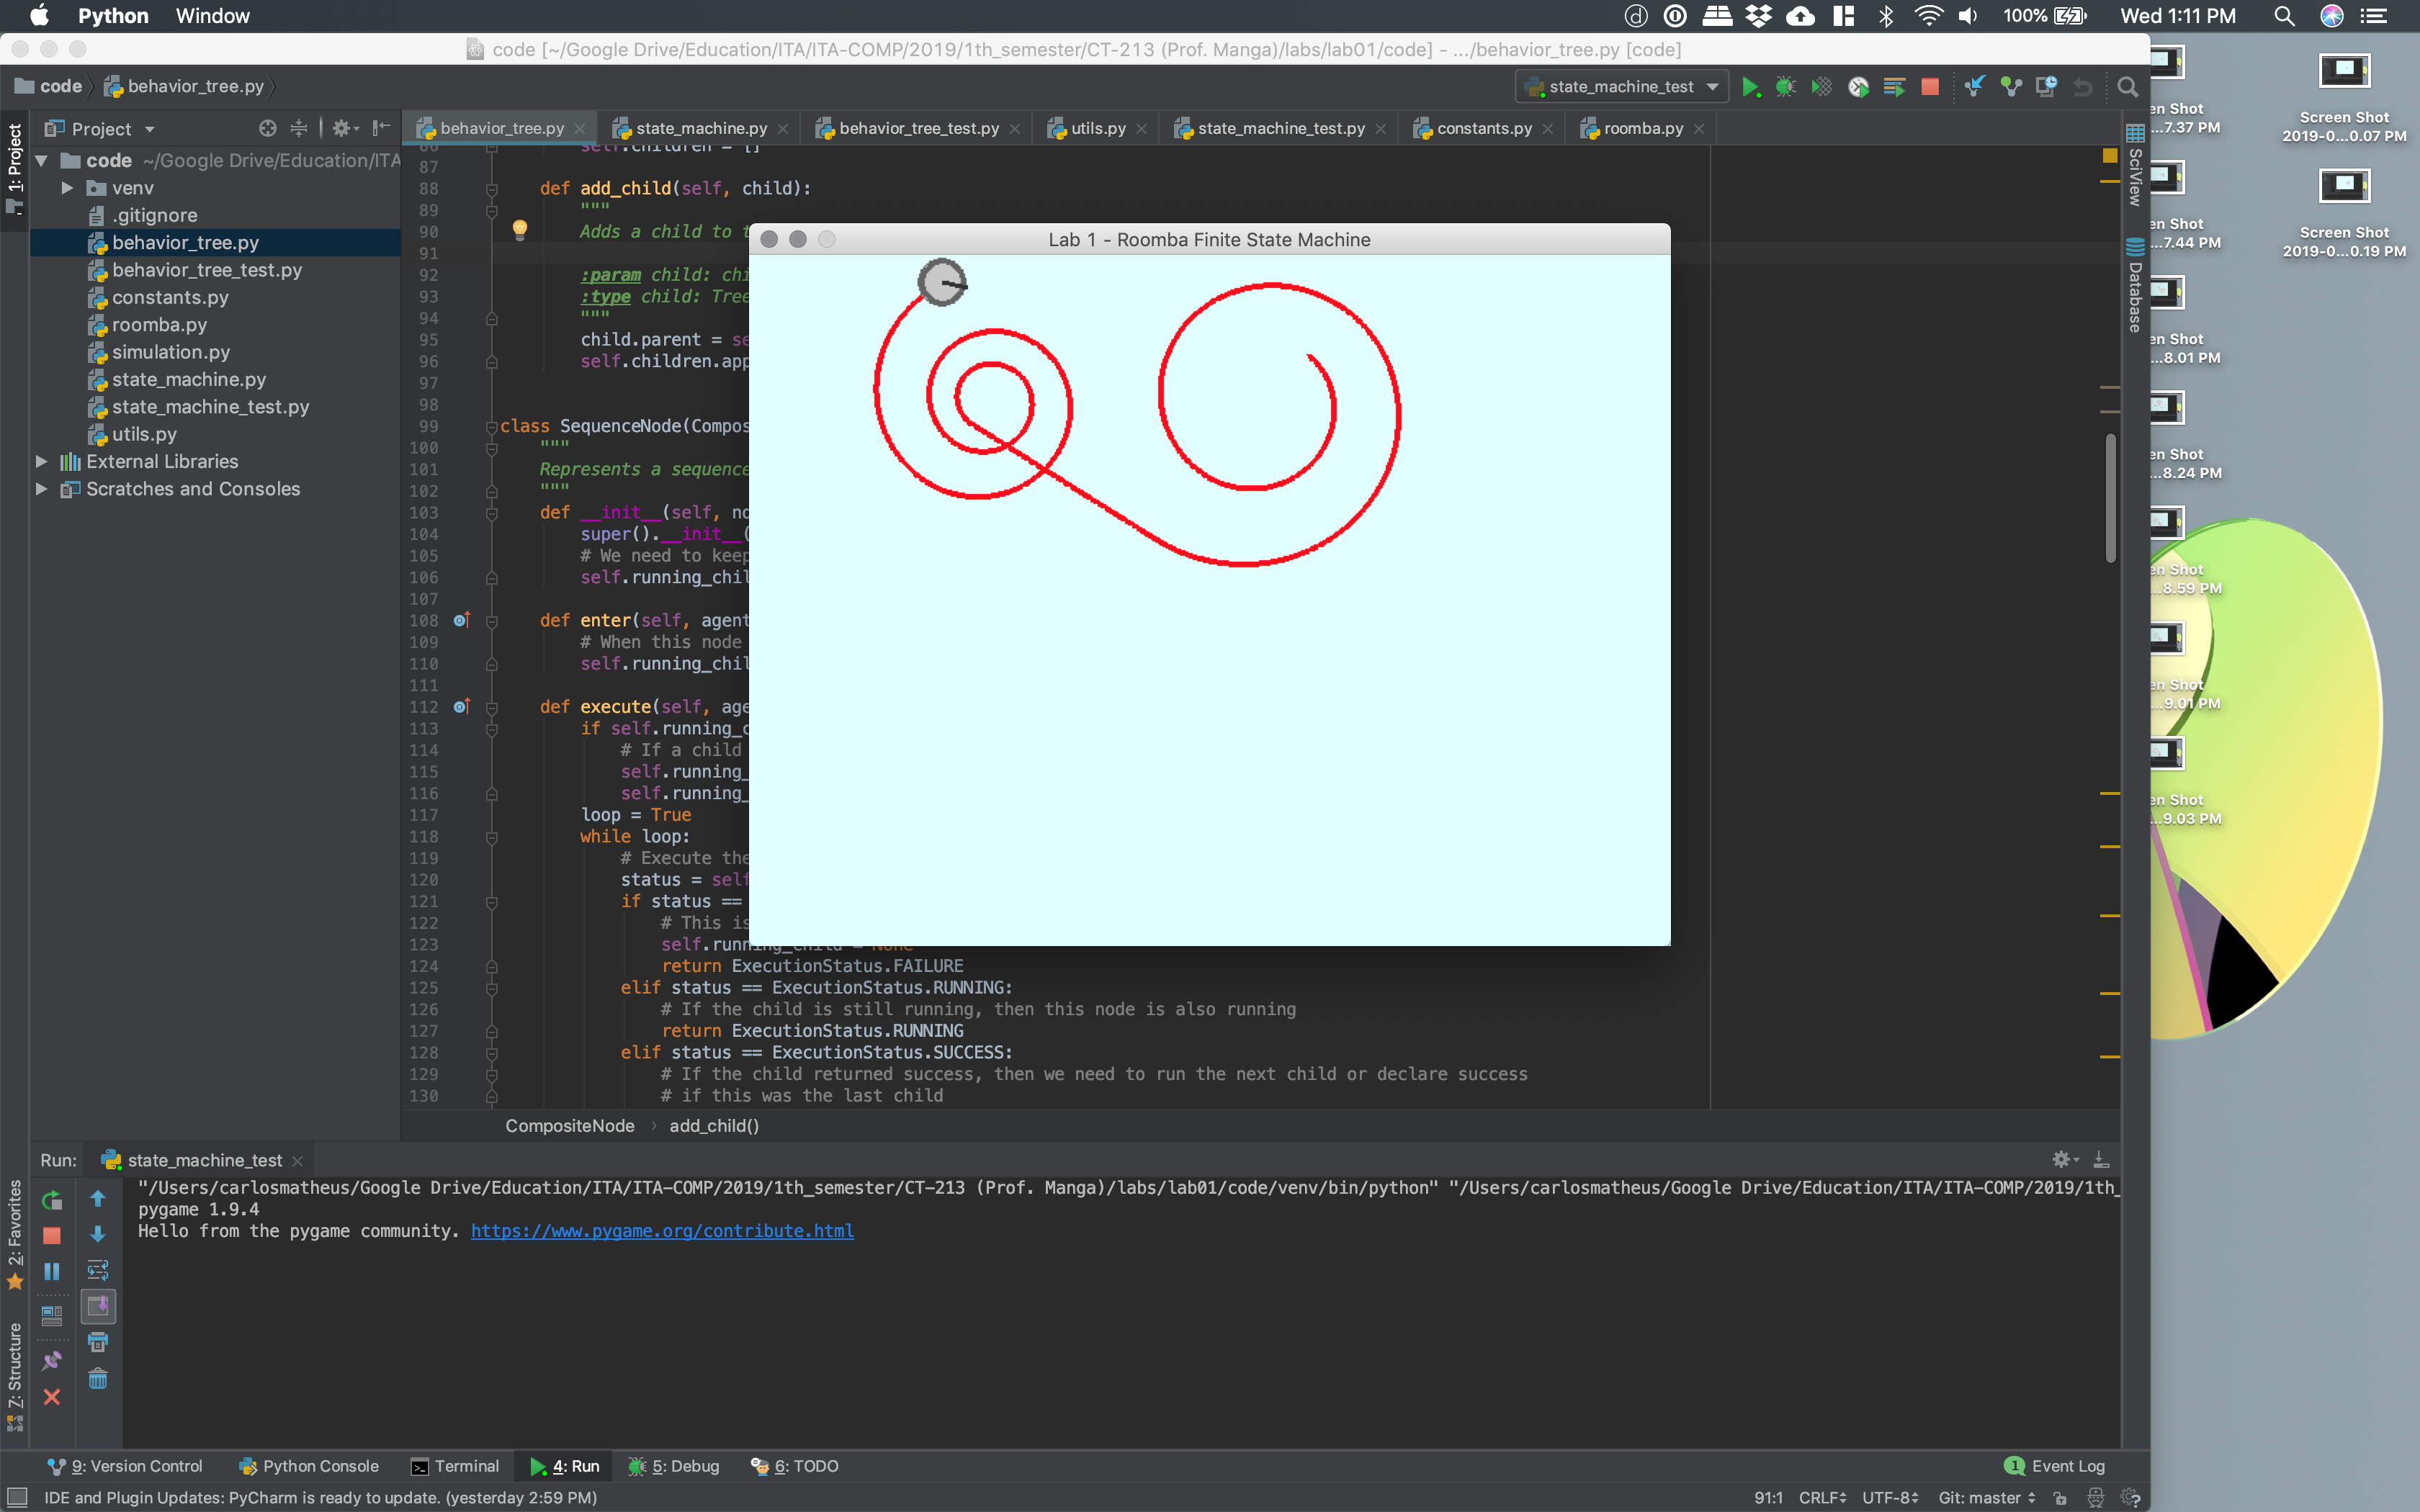 Python Window
100% Wed 1:11 PM
code [~/Google Drive/Education/ITA/ITA-COMP/2019/1th_semester/CT-213 (Prof. Manga)/labs/lab01/code] - .../behavior_tree.py [code]
code behavior_tree.py
state_machine_test
Project
behavior_tree.py state_machine.py behavior_tree_test.py utils.py state_machine_test.py constants.py roomba.py
1: Project
code ~/Google Drive/Education/ITA
venv
.gitignore
behavior_tree.py
behavior_tree_test.py
constants.py
roomba.py
simulation.py
state_machine.py
state_machine_test.py
utils.py
External Libraries
Scratches and Consoles
86 self.children = []
87
88 def add_child(self, child):
89 """
90 Adds a child to
91
92 :param child:
93 :type child: Tree
94 """
95 child.parent =
96 self.children.app
97
98
99 class SequenceNode(Compos
100 """
101 Represents a sequence
102 """
103 def __init__(self, no
104 super().__init__(
105 # We need to keep
106 self.running_chil
107
108 def enter(self, agent
109 # When this node
110 self.running_chil
111
112 def execute(self, age
113 if self.running_c
114 # If a child
115 self.running_
116 self.running_
117 loop = True
118 while loop:
119 # Execute the
120 status = self
121 if status ==
122 # This is
123 self.running_child = None
124 return ExecutionStatus.FAILURE
125 elif status == ExecutionStatus.RUNNING:
126 # If the child is still running, then this node is also running
127 return ExecutionStatus.RUNNING
128 elif status == ExecutionStatus.SUCCESS:
129 # If the child returned success, then we need to run the next child or declare success
130 # if this was the last child
Lab 1 - Roomba Finite State Machine
CompositeNode › add_child()
SciView
Database
Screen Shot
2019-0...0.07 PM
Screen Shot
2019-0...0.19 PM
en Shot
...7.37 PM
en Shot
...7.44 PM
en Shot
...8.01 PM
en Shot
...8.24 PM
en Shot
...8.59 PM
en Shot
...9.01 PM
en Shot
...9.03 PM
Run: state_machine_test
"/Users/carlosmatheus/Google Drive/Education/ITA/ITA-COMP/2019/1th_semester/CT-213 (Prof. Manga)/labs/lab01/code/venv/bin/python" "/Users/carlosmatheus/Google Drive/Education/ITA/ITA-COMP/2019/1th_
pygame 1.9.4
Hello from the pygame community. https://www.pygame.org/contribute.html
2: Favorites
7: Structure
9: Version Control Python Console Terminal 4: Run 5: Debug 6: TODO 1 Event Log
IDE and Plugin Updates: PyCharm is ready to update. (yesterday 2:59 PM) 91:1 CRLF UTF-8 Git: master